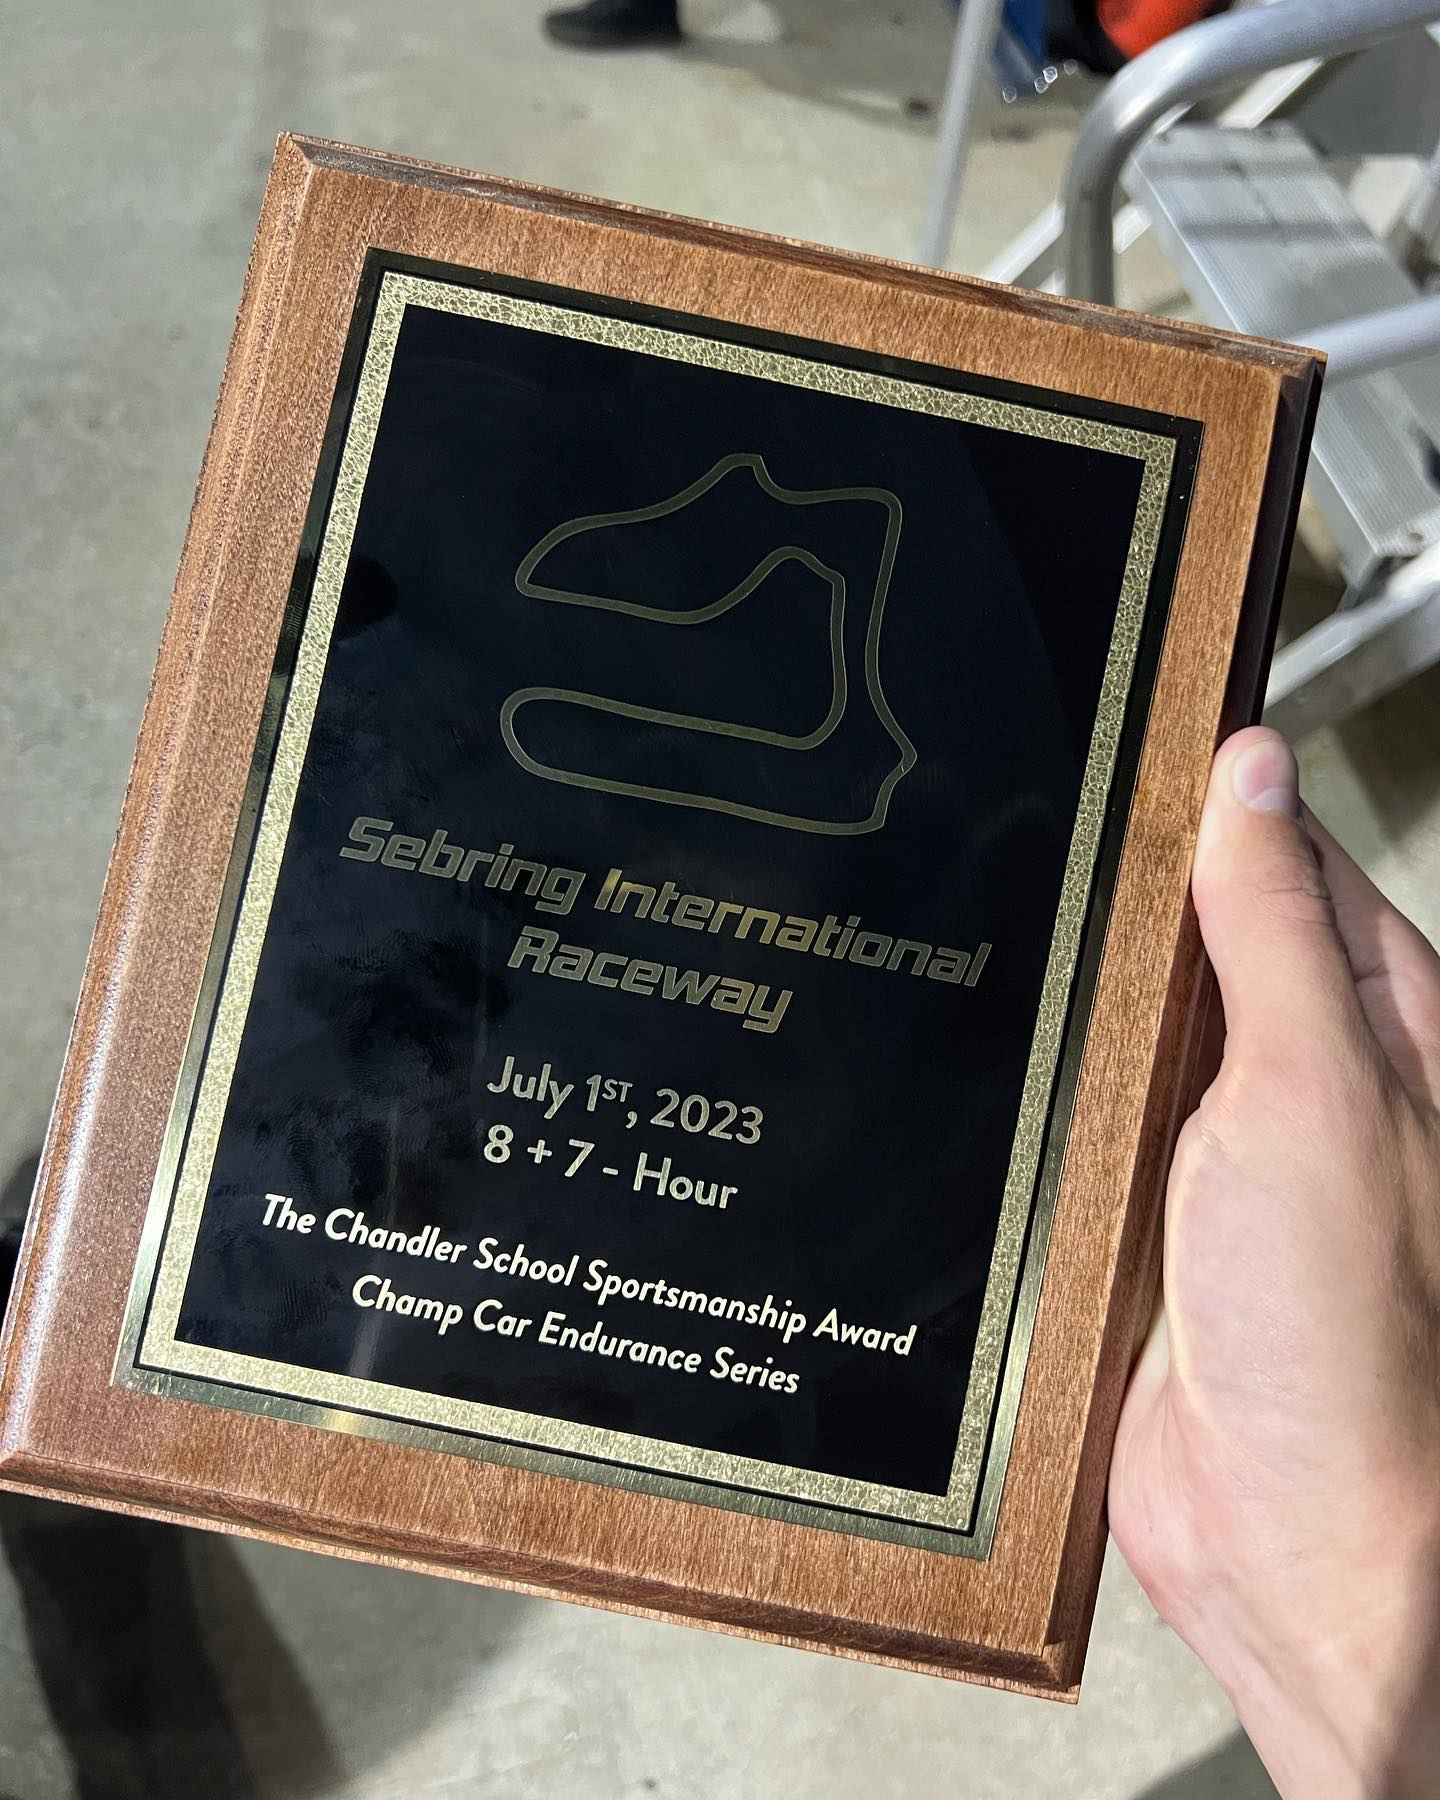 Sebring International
Raceway
July 1ST, 2023
8 + 7 - Hour
The Chandler School Sportsmanship Award
Champ Car Endurance Series